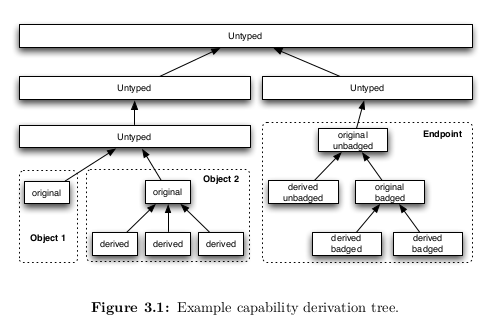 Untyped
Untyped
Untyped
Untyped
original
unbadged
Endpoint
original
original
Object 2
derived
unbadged
original
badged
Object 1
derived
derived
derived
derived
badged
derived
badged
Figure 3.1: Example capability derivation tree.